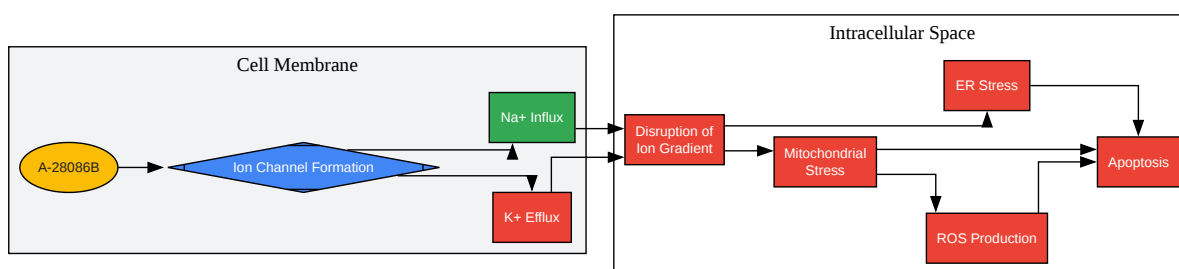 Cell Membrane
A-28086B
Ion Channel Formation
Na+ Influx
K+ Efflux
Intracellular Space
Disruption of
Ion Gradient
ER Stress
Mitochondrial
Stress
ROS Production
Apoptosis